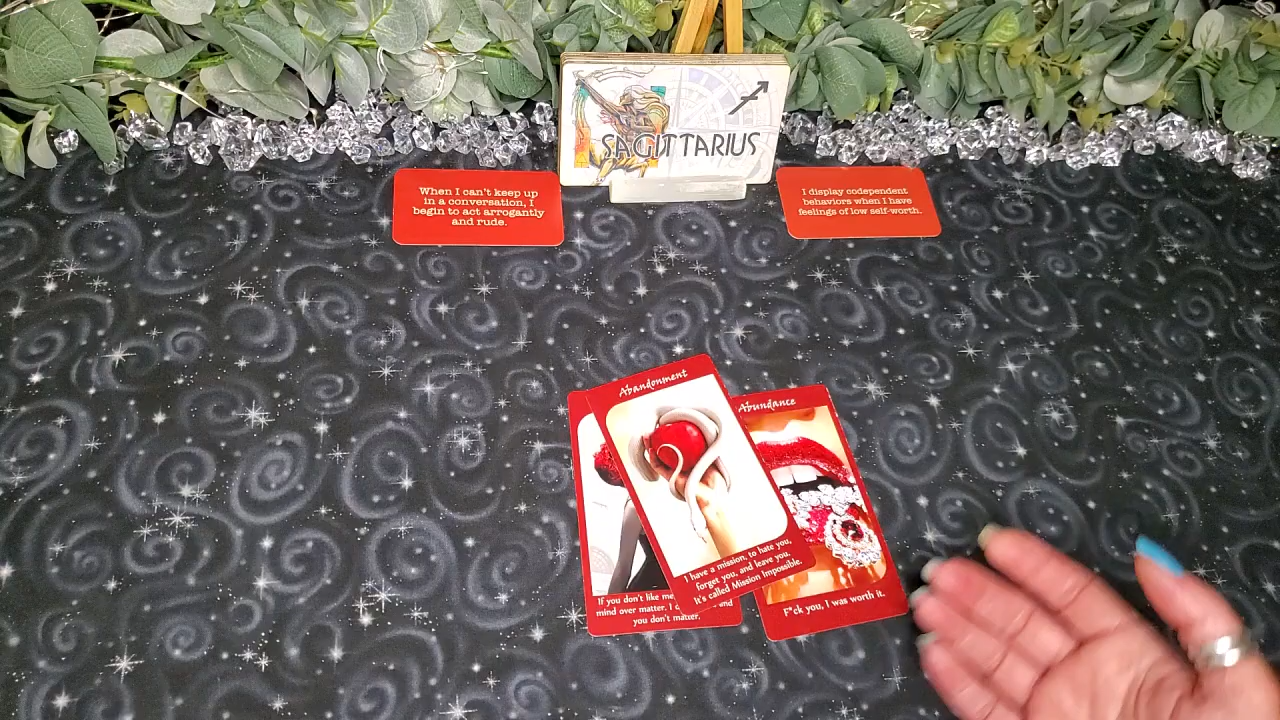 SAGITTARIUS
When I can't keep up
in a conversation, I
begin to act arrogantly
and rude.
I display codependent
behaviors when I have
feelings of low self-worth.
Abandonment
I have a mission, to hate you,
forget you, and leave you.
It's called Mission Impossible.
Abundance
F*ck you, I was worth it.
If you don't like me
mind over matter. I and
you don't matter.